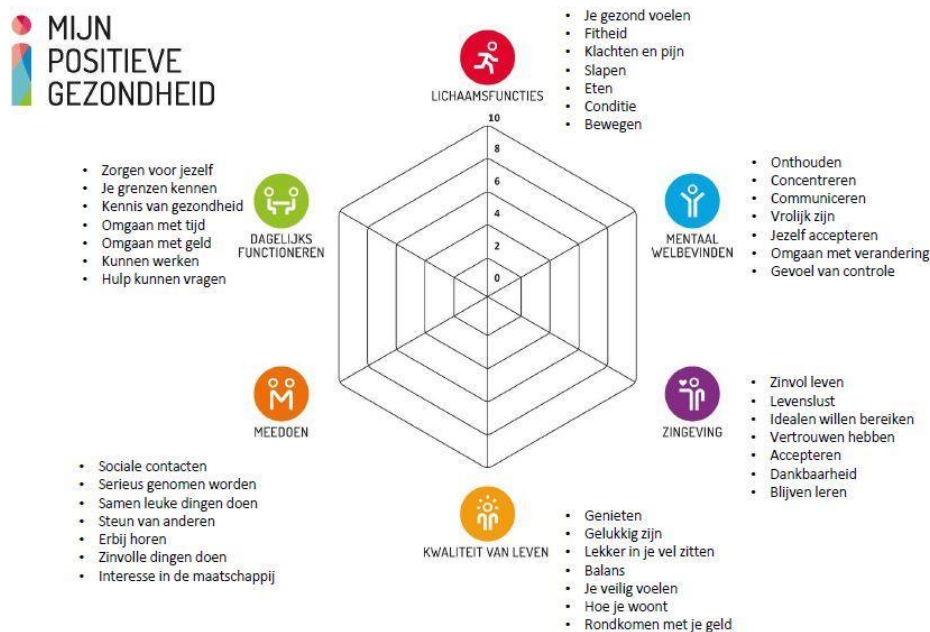 MIJN
POSITIEVE
GEZONDHEID
LICHAAMSFUNCTIES
• Je gezond voelen
• Fitheid
• Klachten en pijn
• Slapen
• Eten
• Conditie
• Bewegen
10
8
6
4
2
0
• Zorgen voor jezelf
• Je grenzen kennen
• Kennis van gezondheid
• Omgaan met tijd
• Omgaan met geld
• Kunnen werken
• Hulp kunnen vragen
DAGELIJKS
FUNCTIONEREN
MENTAAL
WELBEVINDEN
• Onthouden
• Concentreren
• Communiceren
• Vrolijk zijn
• Jezelf accepteren
• Omgaan met verandering
• Gevoel van controle
MEEDOEN
• Sociale contacten
• Serieus genomen worden
• Samen leuke dingen doen
• Steun van anderen
• Erbij horen
• Zinvolle dingen doen
• Interesse in de maatschappij
ZINGEVING
• Zinvol leven
• Levenslust
• Idealen willen bereiken
• Vertrouwen hebben
• Accepteren
• Dankbaarheid
• Blijven leren
KWALITEIT VAN LEVEN
• Genieten
• Gelukkig zijn
• Lekker in je vel zitten
• Balans
• Je veilig voelen
• Hoe je woont
• Rondkomen met je geld